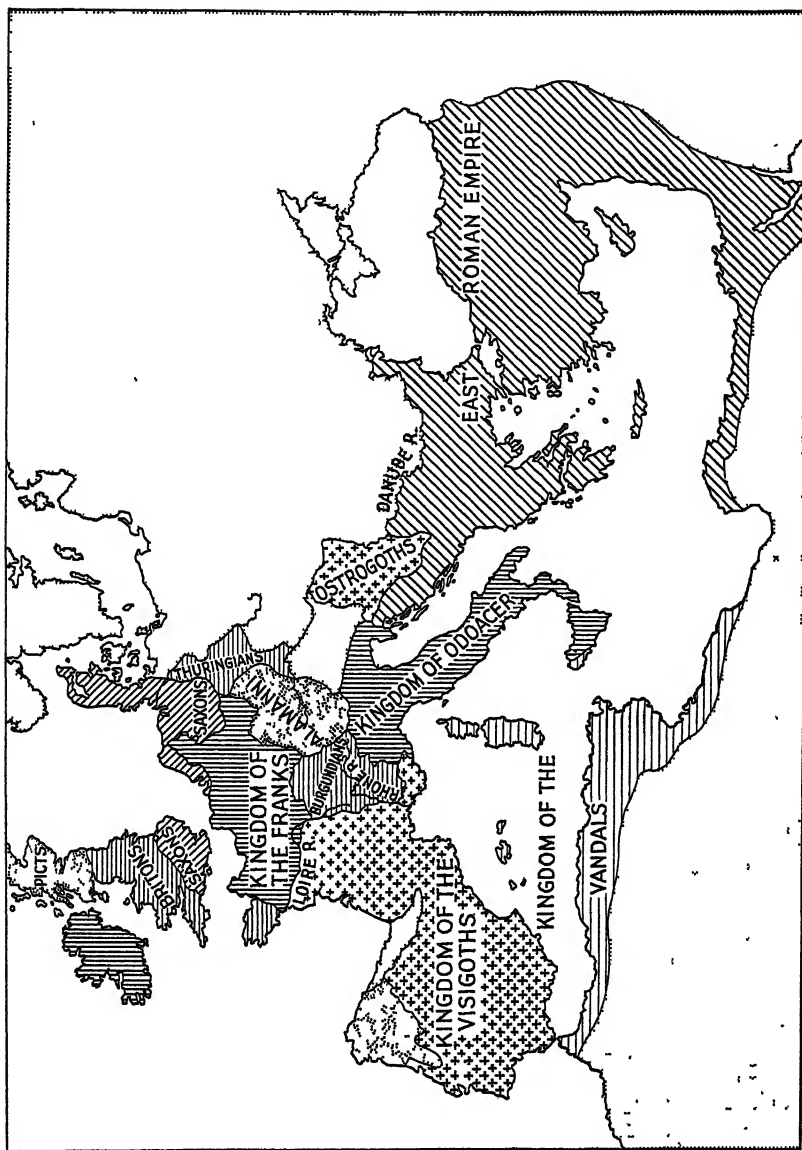 PICTS
BRITONS
SAXONS
SAXONS
THURINGIANS
KINGDOM OF
THE FRANKS
ALAMANNI
LOIRE R.
BURGUNDIANS
RHONE R.
OSTROGOTHS
DANUBE R.
KINGDOM OF ODOACER
EAST ROMAN EMPIRE
KINGDOM OF THE
VISIGOTHS
KINGDOM OF THE
VANDALS